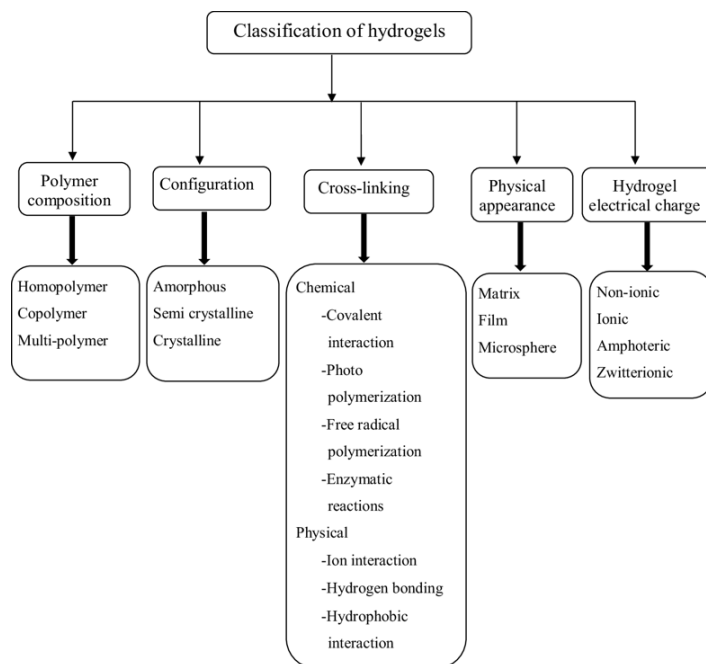 Classification of hydrogels
Polymer
composition
Configuration
Cross-linking
Physical
appearance
Hydrogel
electrical charge
Homopolymer
Copolymer
Multi-polymer
Amorphous
Semi crystalline
Crystalline
Chemical
-Covalent
interaction
-Photo
polymerization
-Free radical
polymerization
-Enzymatic
reactions
Physical
-Ion interaction
-Hydrogen bonding
-Hydrophobic
interaction
Matrix
Film
Microsphere
Non-ionic
Ionic
Amphoteric
Zwitterionic